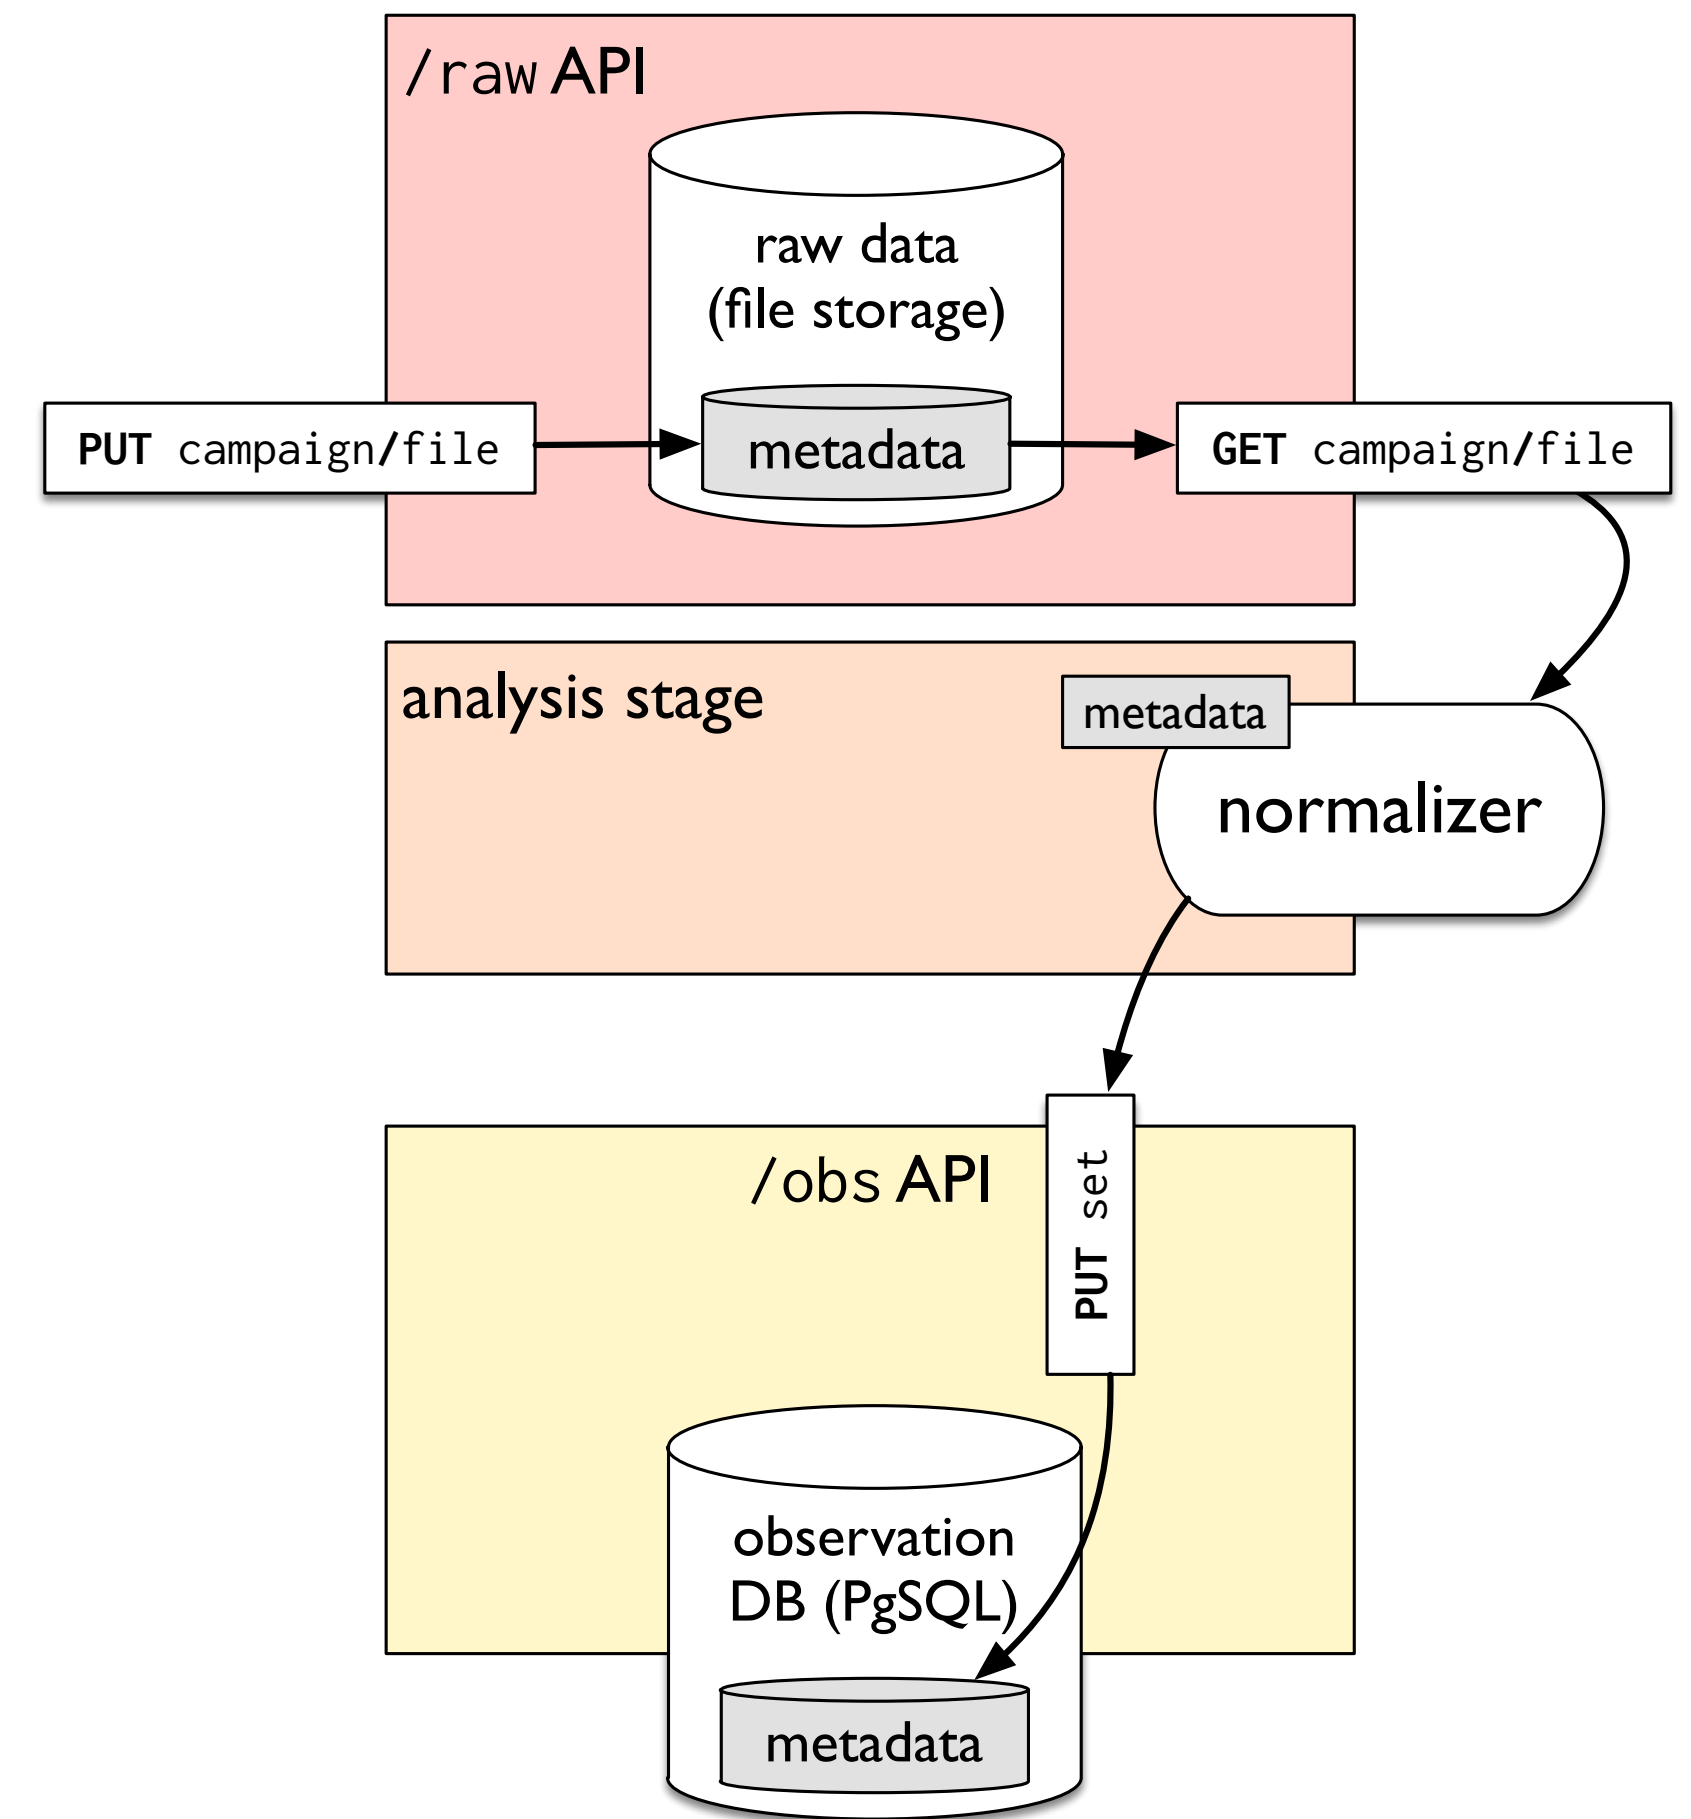 /raw API
raw data
(file storage)
PUT campaign/file
metadata
GET campaign/file
analysis stage
metadata
normalizer
/obs API
PUT set
observation
DB (PgSQL)
metadata